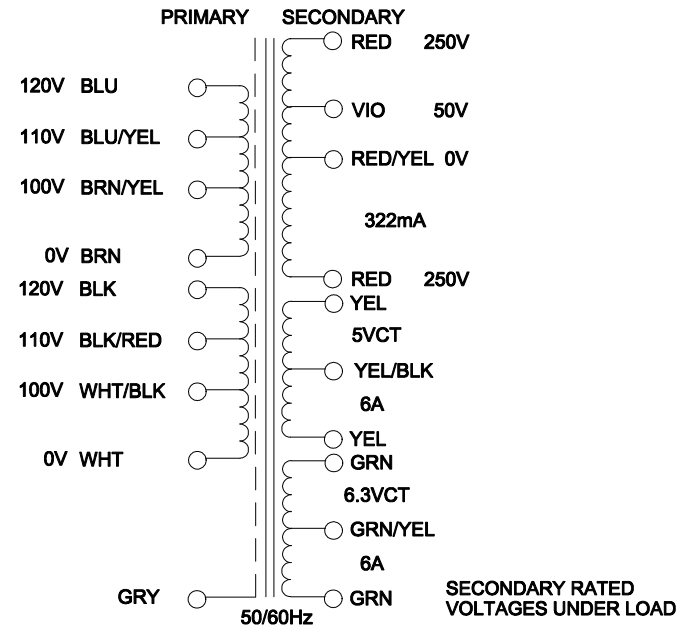 PRIMARY SECONDARY
RED 250V
120V BLU
VIO 50V
110V BLU/YEL
RED/YEL 0V
100V BRN/YEL
322mA
0V BRN
RED 250V
120V BLK
YEL
110V BLK/RED
5VCT
YEL/BLK
100V WHT/BLK
6A
YEL
0V WHT
GRN
6.3VCT
GRN/YEL
6A
GRY
GRN
SECONDARY RATED
VOLTAGES UNDER LOAD
50/60Hz